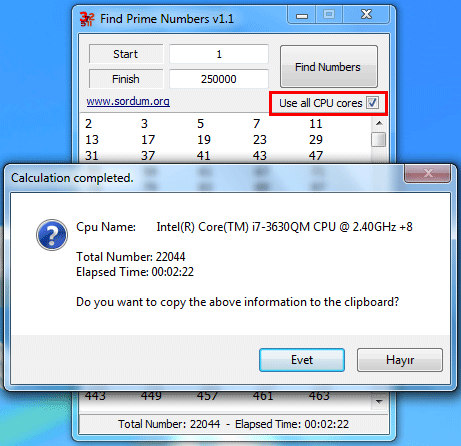 Find Prime Numbers v1.1
Start 1
Finish 250000
Find Numbers
www.sordum.org
Use all CPU cores
2 3 5 7 11
13 17 19 23 29
31 37 41 43 47
Calculation completed.
Cpu Name: Intel(R) Core(TM) i7-3630QM CPU @ 2.40GHz +8
Total Number: 22044
Elapsed Time: 00:02:22
Do you want to copy the above information to the clipboard?
Evet Hayır
443 449 457 461 463
Total Number: 22044 - Elapsed Time: 00:02:22